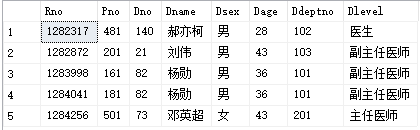 Rno Pno Dno Dname Dsex Dage Ddeptno Dlevel
1 1282317 481 140 郝亦柯 男 28 102 医生
2 1282872 201 21 刘伟 男 43 103 副主任医师
3 1283998 161 82 杨勋 男 36 101 副主任医师
4 1284041 181 82 杨勋 男 36 101 副主任医师
5 1284256 501 73 邓英超 女 43 201 主任医师